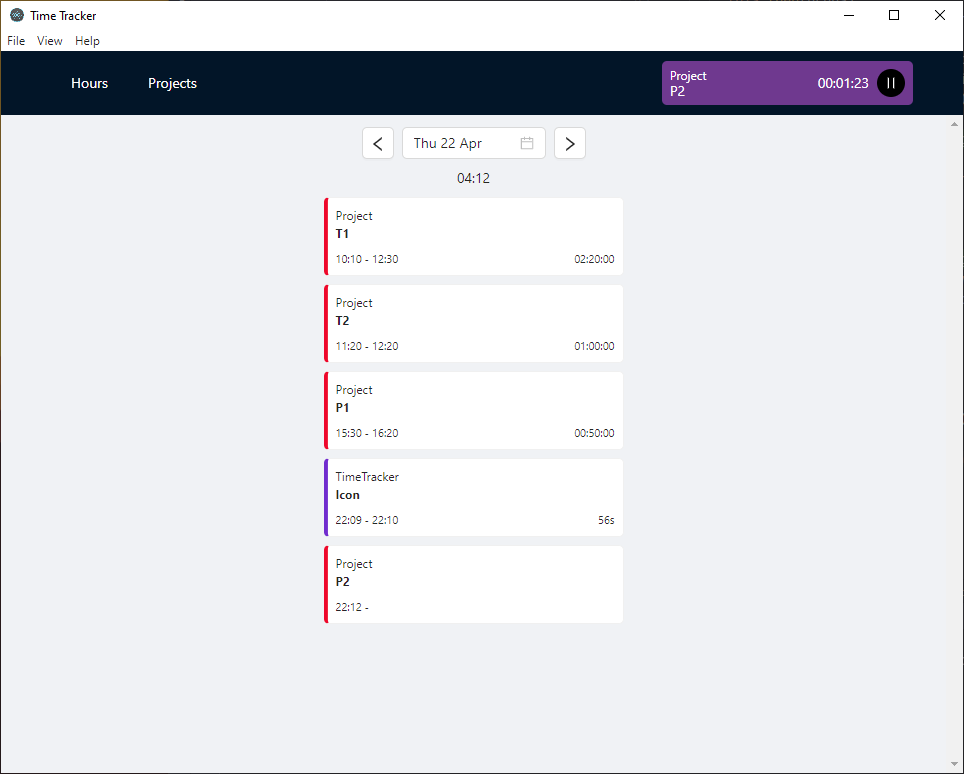 Time Tracker
File View Help
Hours Projects
Project
P2
00:01:23
Thu 22 Apr
04:12
Project
T1
10:10 - 12:30 02:20:00
Project
T2
11:20 - 12:20 01:00:00
Project
P1
15:30 - 16:20 00:50:00
TimeTracker
Icon
22:09 - 22:10 56s
Project
P2
22:12 -